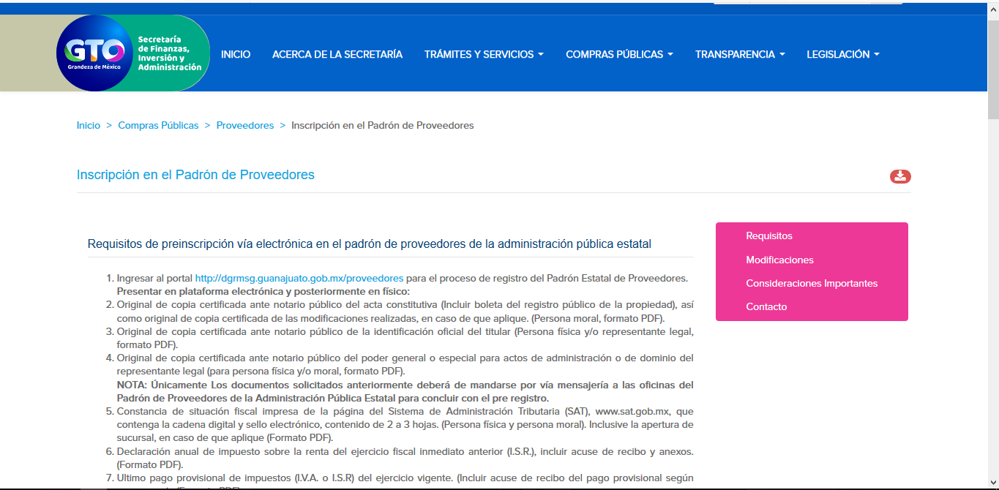 GTO
Grandeza de México
Secretaría
de Finanzas,
Inversión y
Administración
INICIO ACERCA DE LA SECRETARÍA TRÁMITES Y SERVICIOS COMPRAS PÚBLICAS TRANSPARENCIA LEGISLACIÓN
Inicio > Compras Públicas > Proveedores > Inscripción en el Padrón de Proveedores
Inscripción en el Padrón de Proveedores
Requisitos de preinscripción vía electrónica en el padrón de proveedores de la administración pública estatal
1. Ingresar al portal http://dgrmsg.guanajuato.gob.mx/proveedores para el proceso de registro del Padrón Estatal de Proveedores.
Presentar en plataforma electrónica y posteriormente en físico:
2. Original de copia certificada ante notario público del acta constitutiva (Incluir boleta del registro público de la propiedad), así
como original de copia certificada de las modificaciones realizadas, en caso de que aplique. (Persona moral, formato PDF).
3. Original de copia certificada ante notario público de la identificación oficial del titular (Persona física y/o representante legal,
formato PDF).
4. Original de copia certificada ante notario público del poder general o especial para actos de administración o de dominio del
representante legal (para persona física y/o moral, formato PDF).
NOTA: Únicamente Los documentos solicitados anteriormente deberá de mandarse por vía mensajería a las oficinas del
Padrón de Proveedores de la Administración Pública Estatal para concluir con el pre registro.
5. Constancia de situación fiscal impresa de la página del Sistema de Administración Tributaria (SAT), www.sat.gob.mx, que
contenga la cadena digital y sello electrónico, contenido de 2 a 3 hojas. (Persona física y persona moral). Inclusive la apertura de
sucursal, en caso de que aplique (Formato PDF).
6. Declaración anual de impuesto sobre la renta del ejercicio fiscal inmediato anterior (I.S.R.), incluir acuse de recibo y anexos.
(Formato PDF).
7. Ultimo pago provisional de impuestos (I.V.A. o I.S.R) del ejercicio vigente. (Incluir acuse de recibo del pago provisional según
Requisitos
Modificaciones
Consideraciones Importantes
Contacto